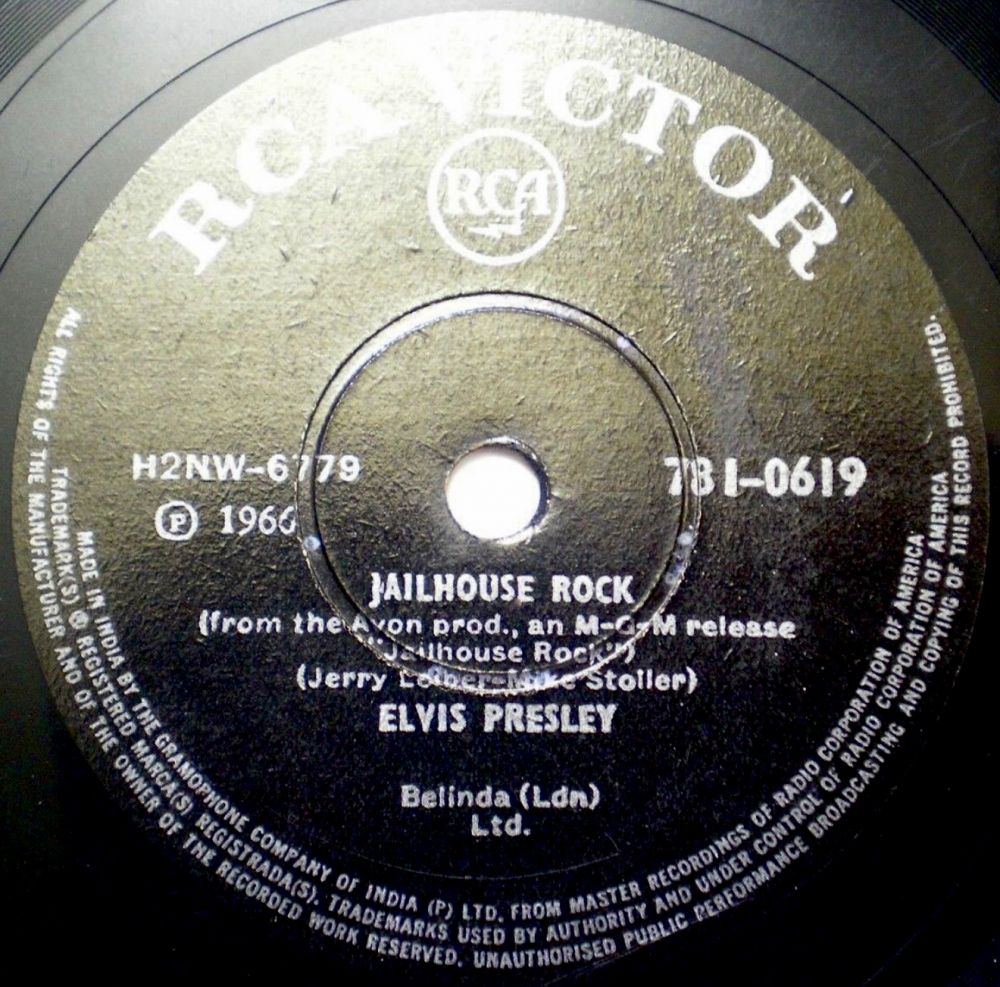 RCA VICTOR
RCA
H2NW-6779
781-0619
Ⓟ 1966
JAILHOUSE ROCK
(from the Avon prod., an M-G-M release
"Jailhouse Rock")
(Jerry Leiber-Mike Stoller)
ELVIS PRESLEY
Belinda (Ldn)
Ltd.
MADE IN INDIA BY THE GRAMOPHONE COMPANY OF INDIA (P) LTD. FROM MASTER RECORDINGS OF RADIO CORPORATION OF AMERICA
TRADEMARK(S) ® REGISTERED MARCA(S) REGISTRADA(S). TRADEMARKS USED BY AUTHORITY AND UNDER CONTROL OF RADIO CORPORATION OF AMERICA
ALL RIGHTS OF THE MANUFACTURER AND OF THE OWNER OF THE RECORDED WORK RESERVED. UNAUTHORISED PUBLIC PERFORMANCE BROADCASTING AND COPYING OF THIS RECORD PROHIBITED.